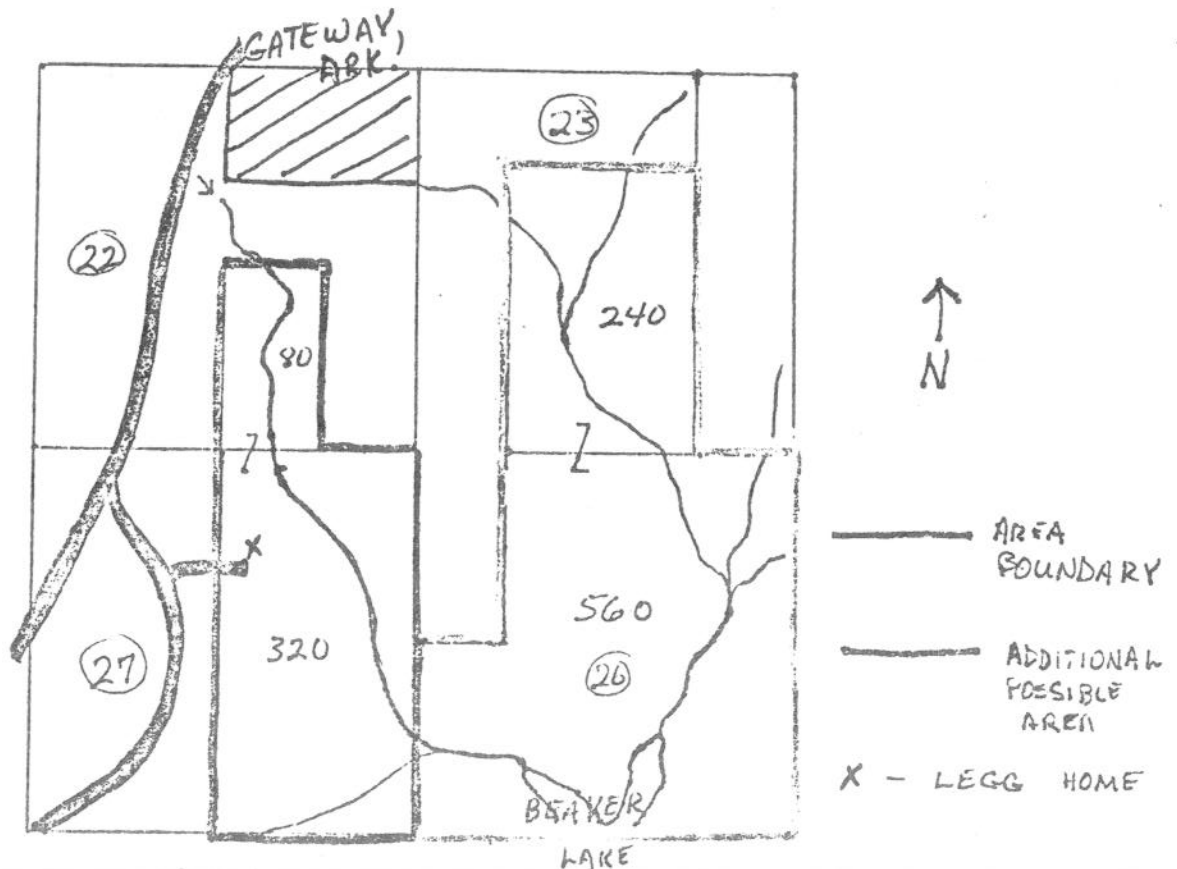 GATEWAY,
ARK.
23
22
240
80
N
AREA
BOUNDARY
X
560
320
ADDITIONAL
POSSIBLE
AREA
27
26
X - LEGG HOME
BEAKER
LAKE